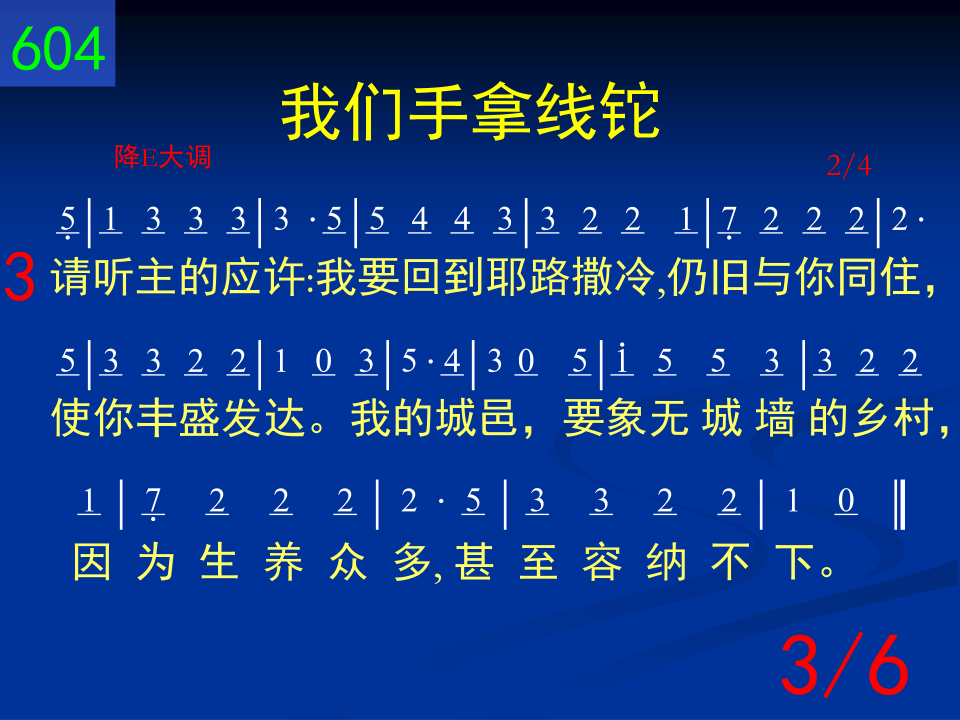 604
我们手拿线铊
降E大调 2/4
5̣|1 3 3 3|3 ·5|5 4 4 3|3 2 2 1|7̣ 2 2 2|2·
3 请听主的应许:我要回到耶路撒冷,仍旧与你同住，
5|3 3 2 2|1 0 3|5·4|3 0 5|1̇ 5 5 3|3 2 2
使你丰盛发达。我的城邑，要象无 城 墙 的乡村，
1|7̣ 2 2 2|2 · 5|3 3 2 2|1 0 ‖
因 为 生 养 众 多, 甚 至 容 纳 不 下。
3/6